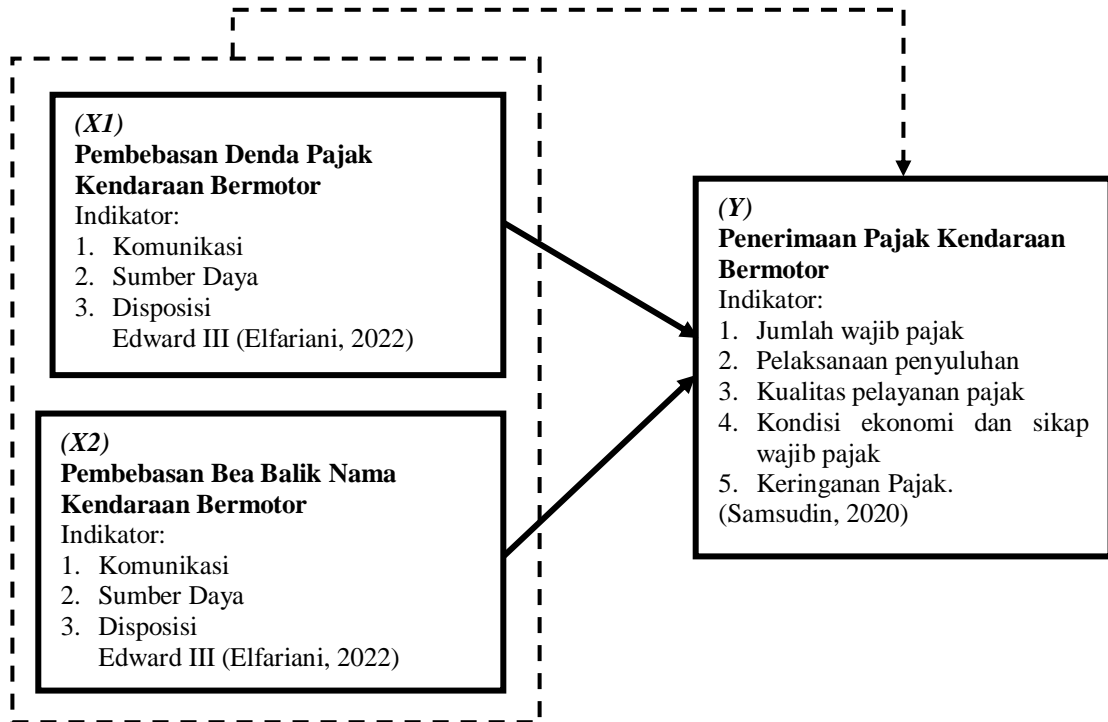 (X1)
Pembebasan Denda Pajak
Kendaraan Bermotor
Indikator:
1. Komunikasi
2. Sumber Daya
3. Disposisi
Edward III (Elfariani, 2022)
(X2)
Pembebasan Bea Balik Nama
Kendaraan Bermotor
Indikator:
1. Komunikasi
2. Sumber Daya
3. Disposisi
Edward III (Elfariani, 2022)
(Y)
Penerimaan Pajak Kendaraan
Bermotor
Indikator:
1. Jumlah wajib pajak
2. Pelaksanaan penyuluhan
3. Kualitas pelayanan pajak
4. Kondisi ekonomi dan sikap
wajib pajak
5. Keringanan Pajak.
(Samsudin, 2020)